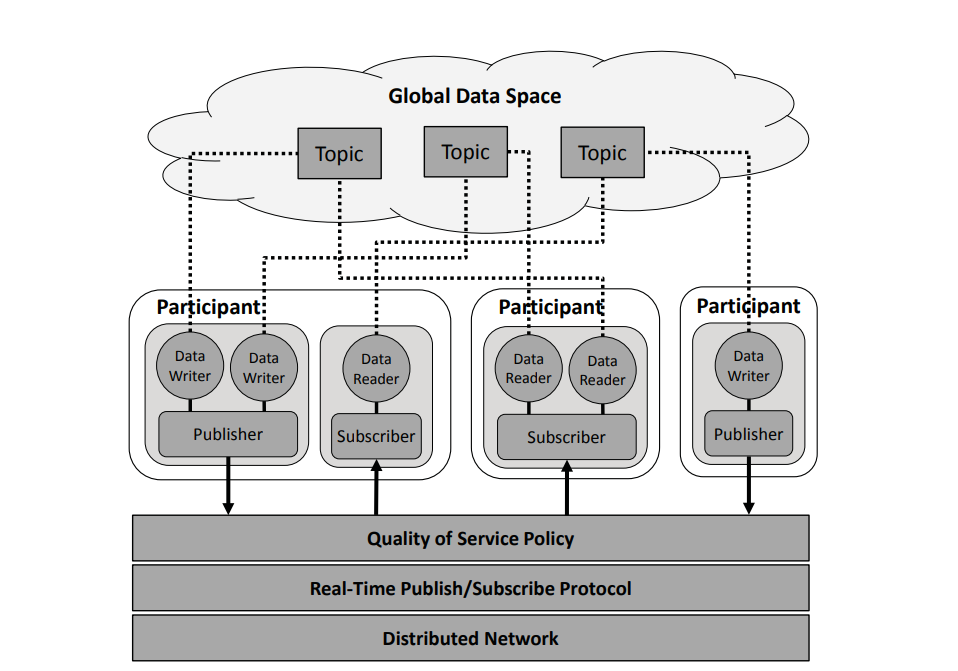 Global Data Space
Topic
Topic
Topic
Participant
Participant
Participant
Data
Writer
Data
Writer
Data
Reader
Data
Reader
Data
Reader
Data
Writer
Publisher
Subscriber
Subscriber
Publisher
Quality of Service Policy
Real-Time Publish/Subscribe Protocol
Distributed Network